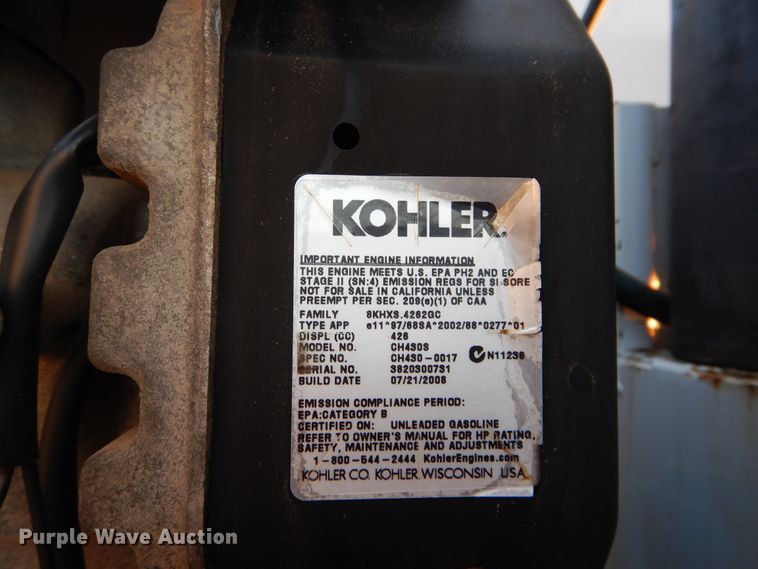 KOHLER®
IMPORTANT ENGINE INFORMATION
THIS ENGINE MEETS U.S. EPA PH2 AND EC
STAGE II (SN:4) EMISSION REGS FOR SI SORE
NOT FOR SALE IN CALIFORNIA UNLESS
PREEMPT PER SEC. 209(e)(1) OF CAA
FAMILY 8KHXS.4262GC
TYPE APP e11*97/68SA*2002/88*0277*01
DISPL (CC) 426
MODEL NO. CH430S
SPEC NO. CH430-0017 N11236
SERIAL NO. 3820300731
BUILD DATE 07/21/2008
EMISSION COMPLIANCE PERIOD:
EPA:CATEGORY B
CERTIFIED ON: UNLEADED GASOLINE
REFER TO OWNER'S MANUAL FOR HP RATING,
SAFETY, MAINTENANCE AND ADJUSTMENTS
1-800-544-2444 KohlerEngines.com
KOHLER CO. KOHLER, WISCONSIN USA
Purple Wave Auction